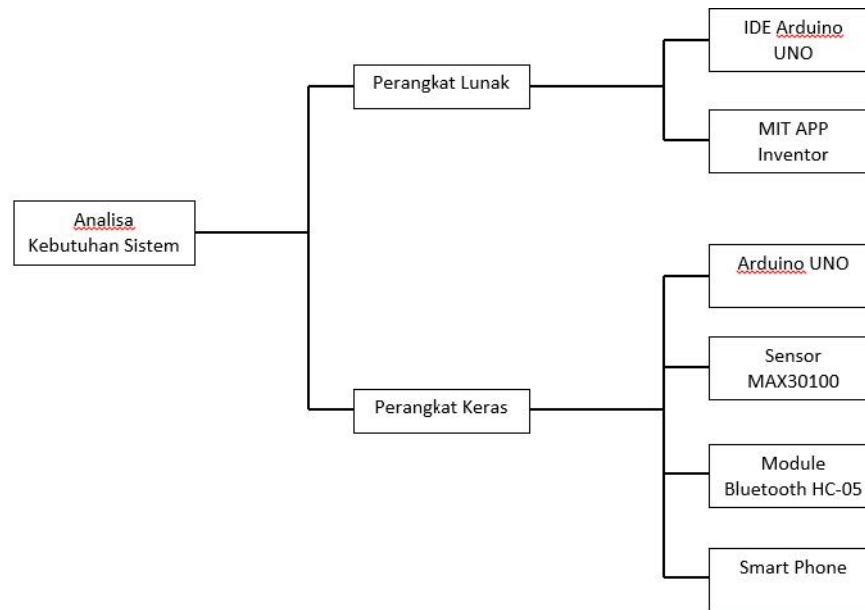 IDE Arduino
UNO
Perangkat Lunak
MIT APP
Inventor
Analisa
Kebutuhan Sistem
Arduino UNO
Sensor
MAX30100
Perangkat Keras
Module
Bluetooth HC-05
Smart Phone